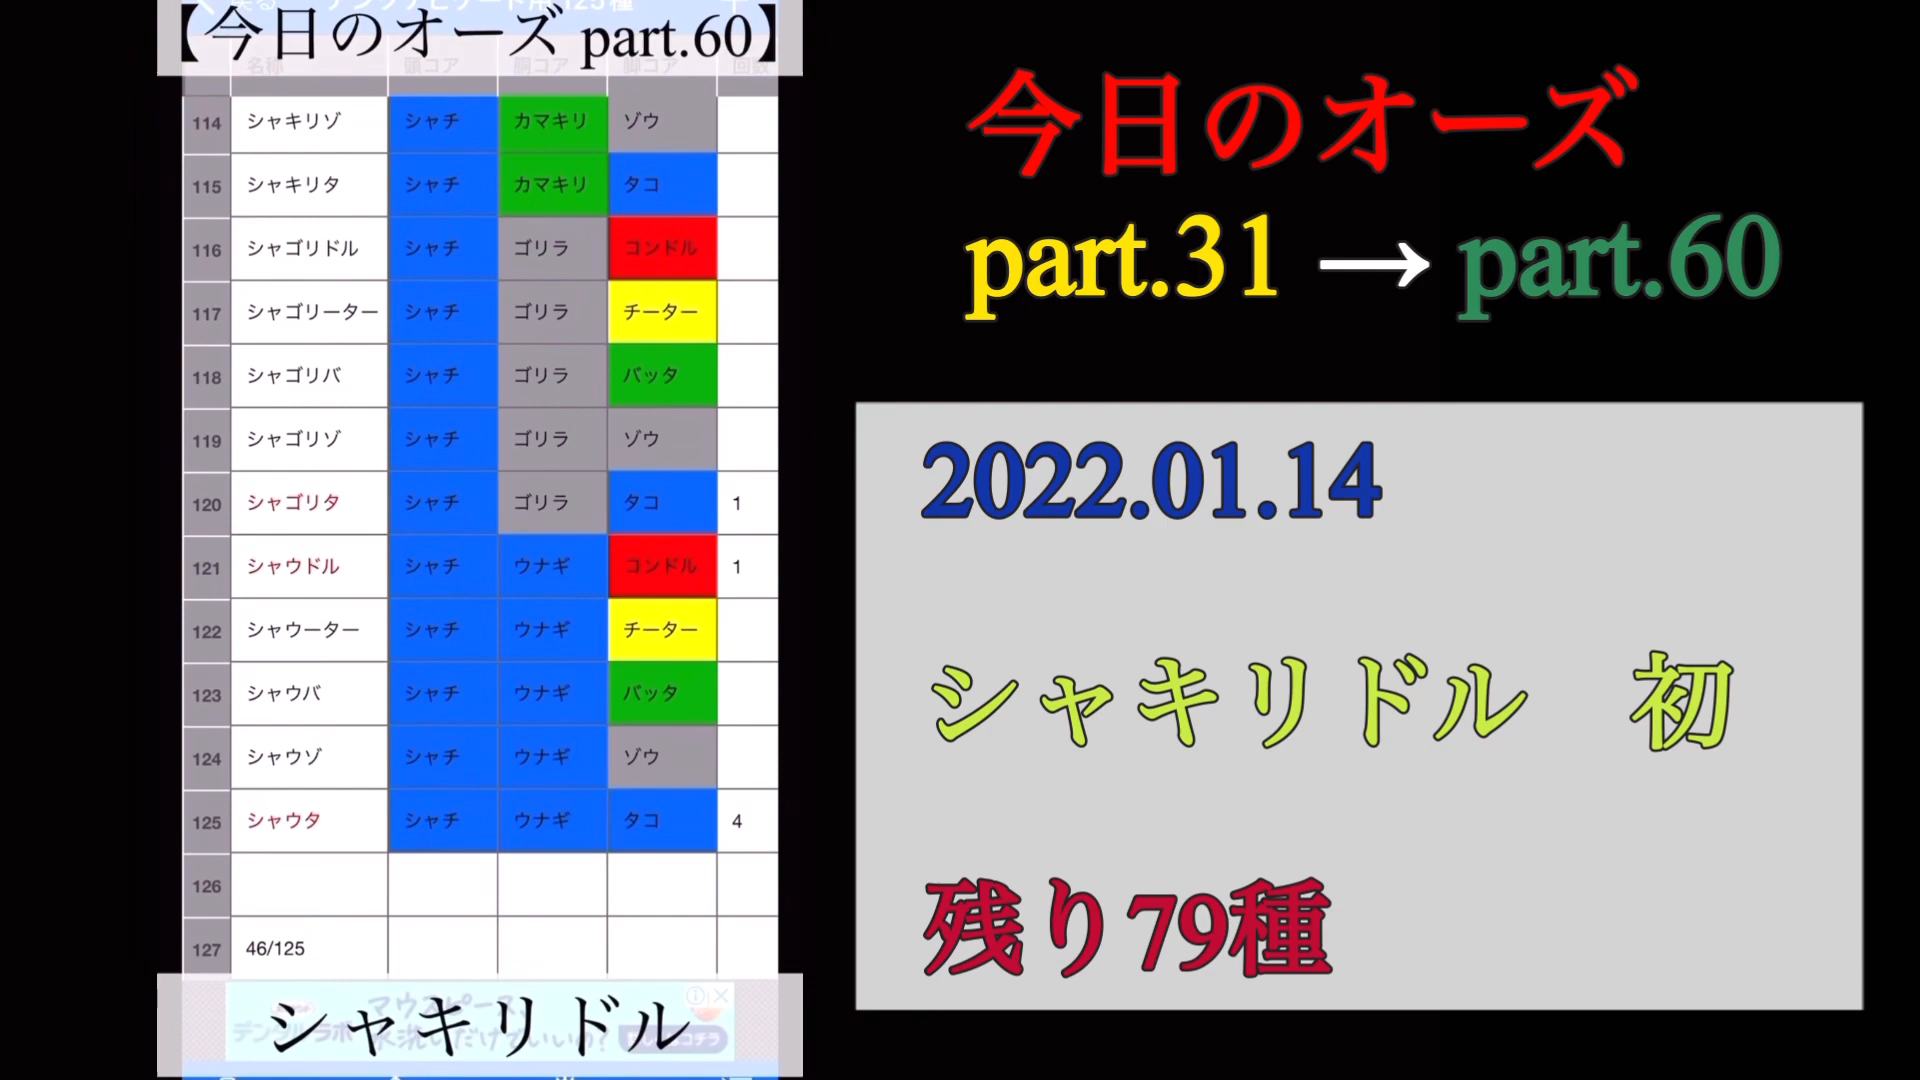 【今日のオーズ part.60】
名称 頭コア 胴コア 脚コア 回数
114 シャキリゾ シャチ カマキリ ゾウ
115 シャキリタ シャチ カマキリ タコ
116 シャゴリドル シャチ ゴリラ コンドル
117 シャゴリーター シャチ ゴリラ チーター
118 シャゴリバ シャチ ゴリラ バッタ
119 シャゴリゾ シャチ ゴリラ ゾウ
120 シャゴリタ シャチ ゴリラ タコ 1
121 シャウドル シャチ ウナギ コンドル 1
122 シャウーター シャチ ウナギ チーター
123 シャウバ シャチ ウナギ バッタ
124 シャウゾ シャチ ウナギ ゾウ
125 シャウタ シャチ ウナギ タコ 4
126
127 46/125
シャキリドル
今日のオーズ
part.31 → part.60
2022.01.14
シャキリドル 初
残り79種